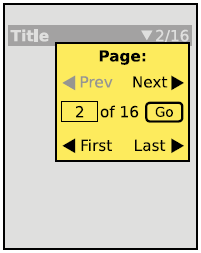 Title ▼2/16
Page:
◀ Prev Next ▶
2 of 16 Go
◀ First Last ▶